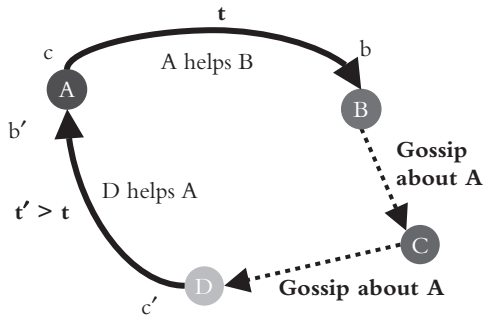 t
c
b
A helps B
A
B
b′
Gossip
about A
D helps A
t′ > t
C
D
Gossip about A
c′